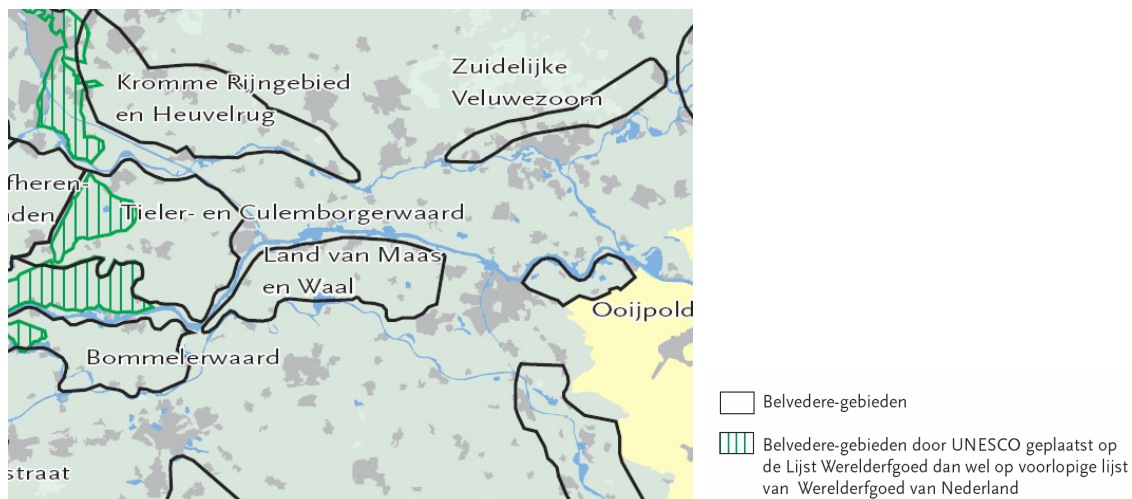 Kromme Rijngebied
en Heuvelrug
Zuidelijke
Veluwezoom
fheren-
den
Tieler- en Culemborgerwaard
Land van Maas
en Waal
Ooijpold
Bommelerwaard
straat
Belvedere-gebieden
Belvedere-gebieden door UNESCO geplaatst op
de Lijst Werelderfgoed dan wel op voorlopige lijst
van Werelderfgoed van Nederland